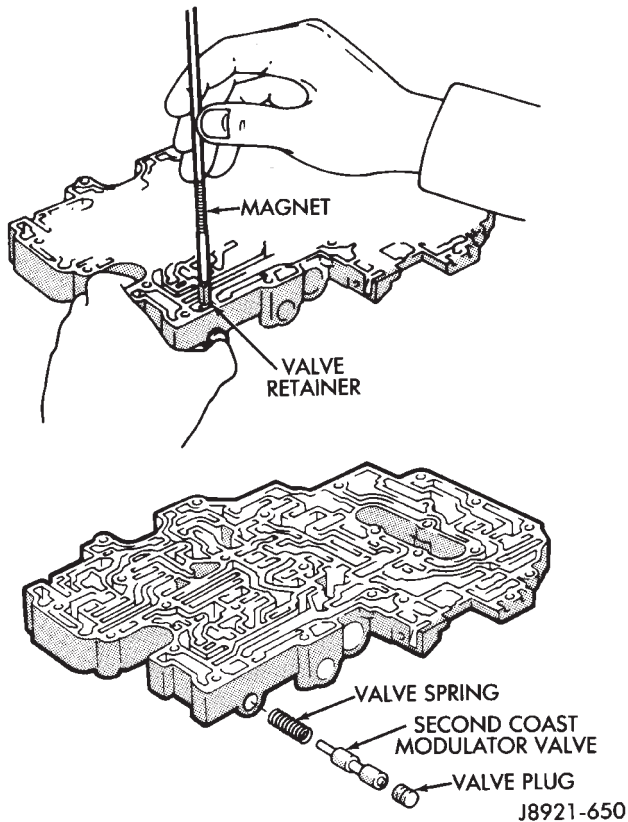 MAGNET
VALVE
RETAINER
VALVE SPRING
SECOND COAST
MODULATOR VALVE
VALVE PLUG
J8921-650